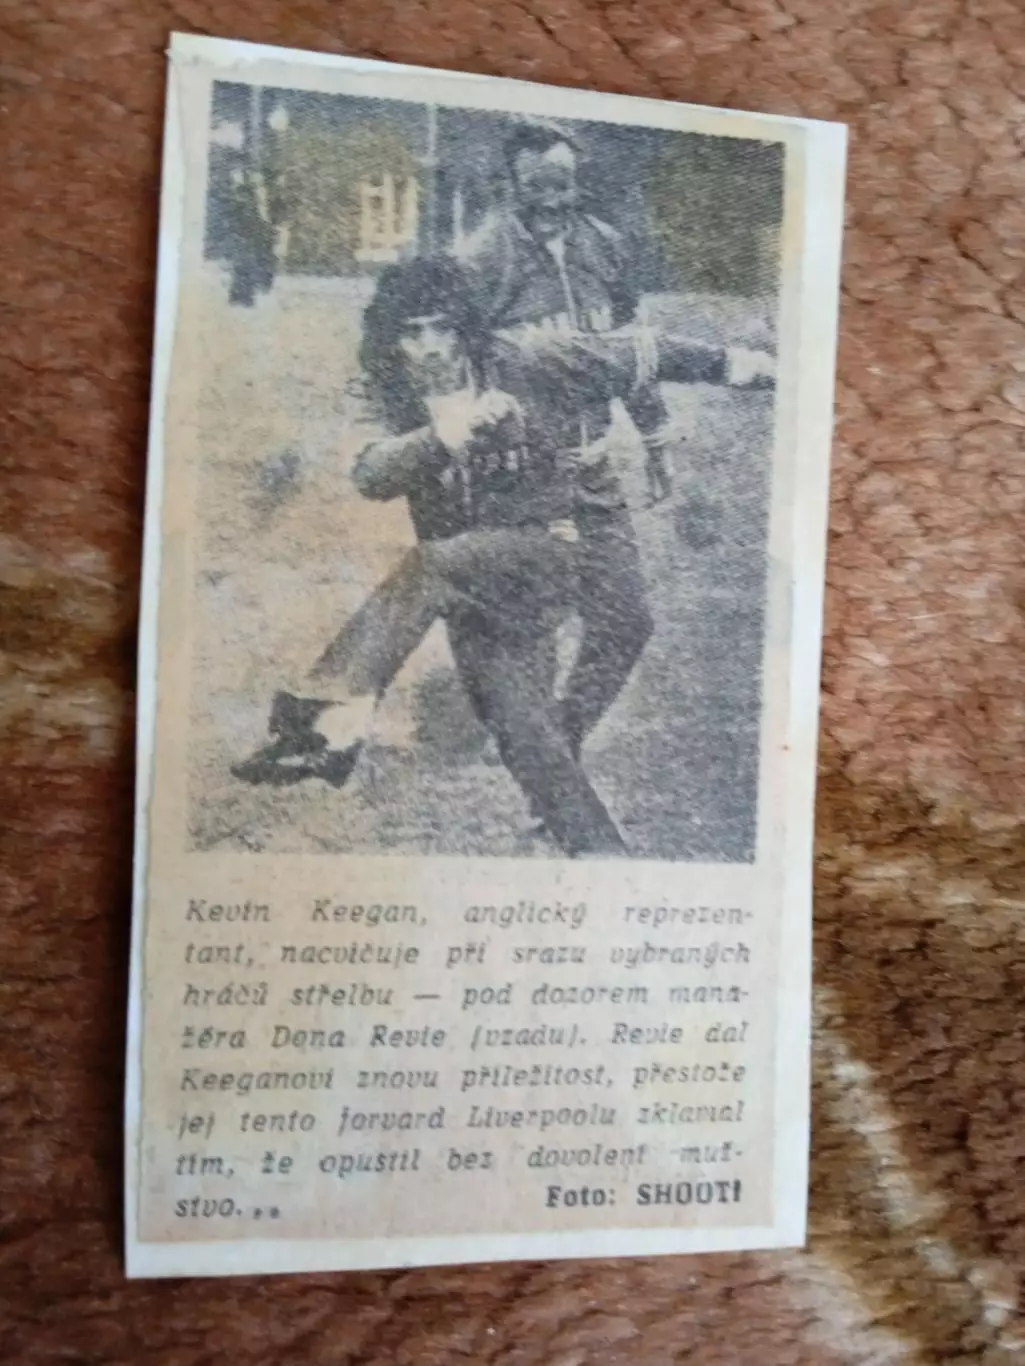 Kevin Keegan, anglický reprezen-
tant, nacvičuje při srazu vybraných
hráčů střelbu — pod dozorem mana-
žéra Dona Revie (vzadu). Revie dal
Keeganovi znovu příležitost, přestože
jej tento forvard Liverpoolu zklamal
tím, že opustil bez dovolení muž-
stvo...
Foto: SHOOT!